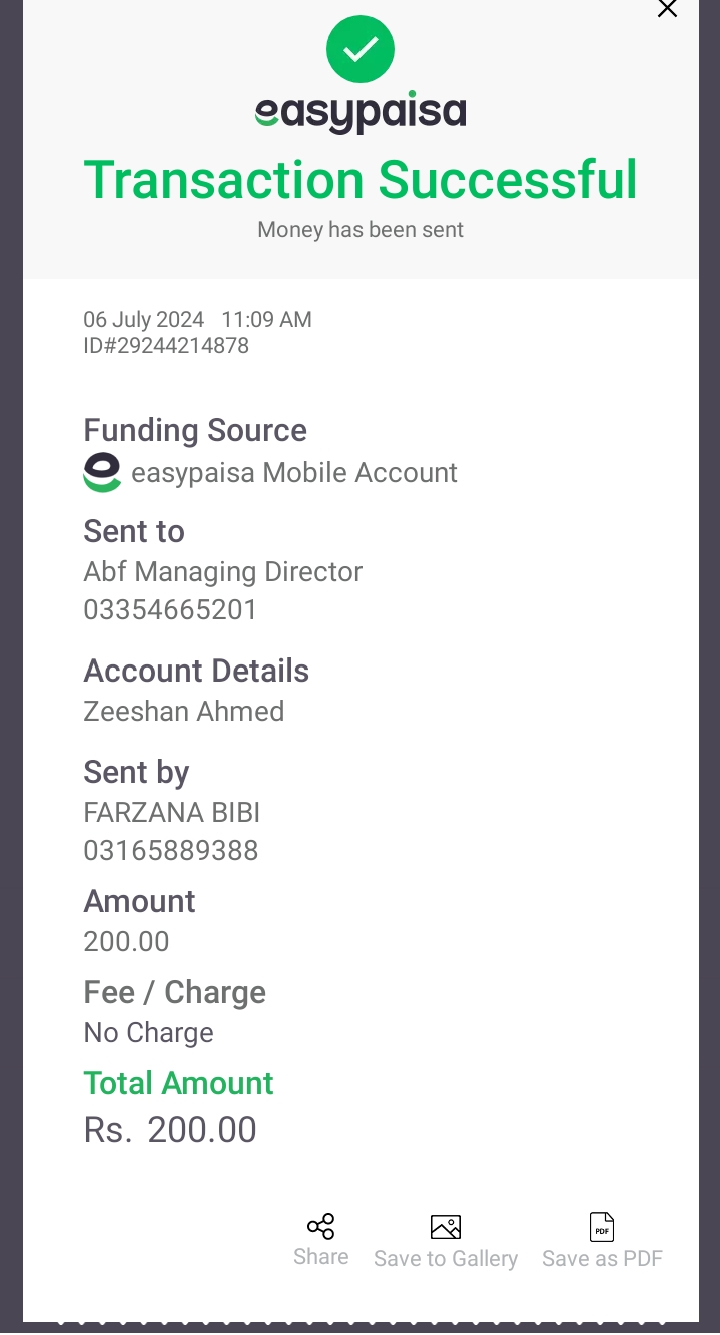 easypaisa
Transaction Successful
Money has been sent
06 July 2024 11:09 AM
ID#29244214878
Funding Source
easypaisa Mobile Account
Sent to
Abf Managing Director
03354665201
Account Details
Zeeshan Ahmed
Sent by
FARZANA BIBI
03165889388
Amount
200.00
Fee / Charge
No Charge
Total Amount
Rs. 200.00
PDF
Share Save to Gallery Save as PDF